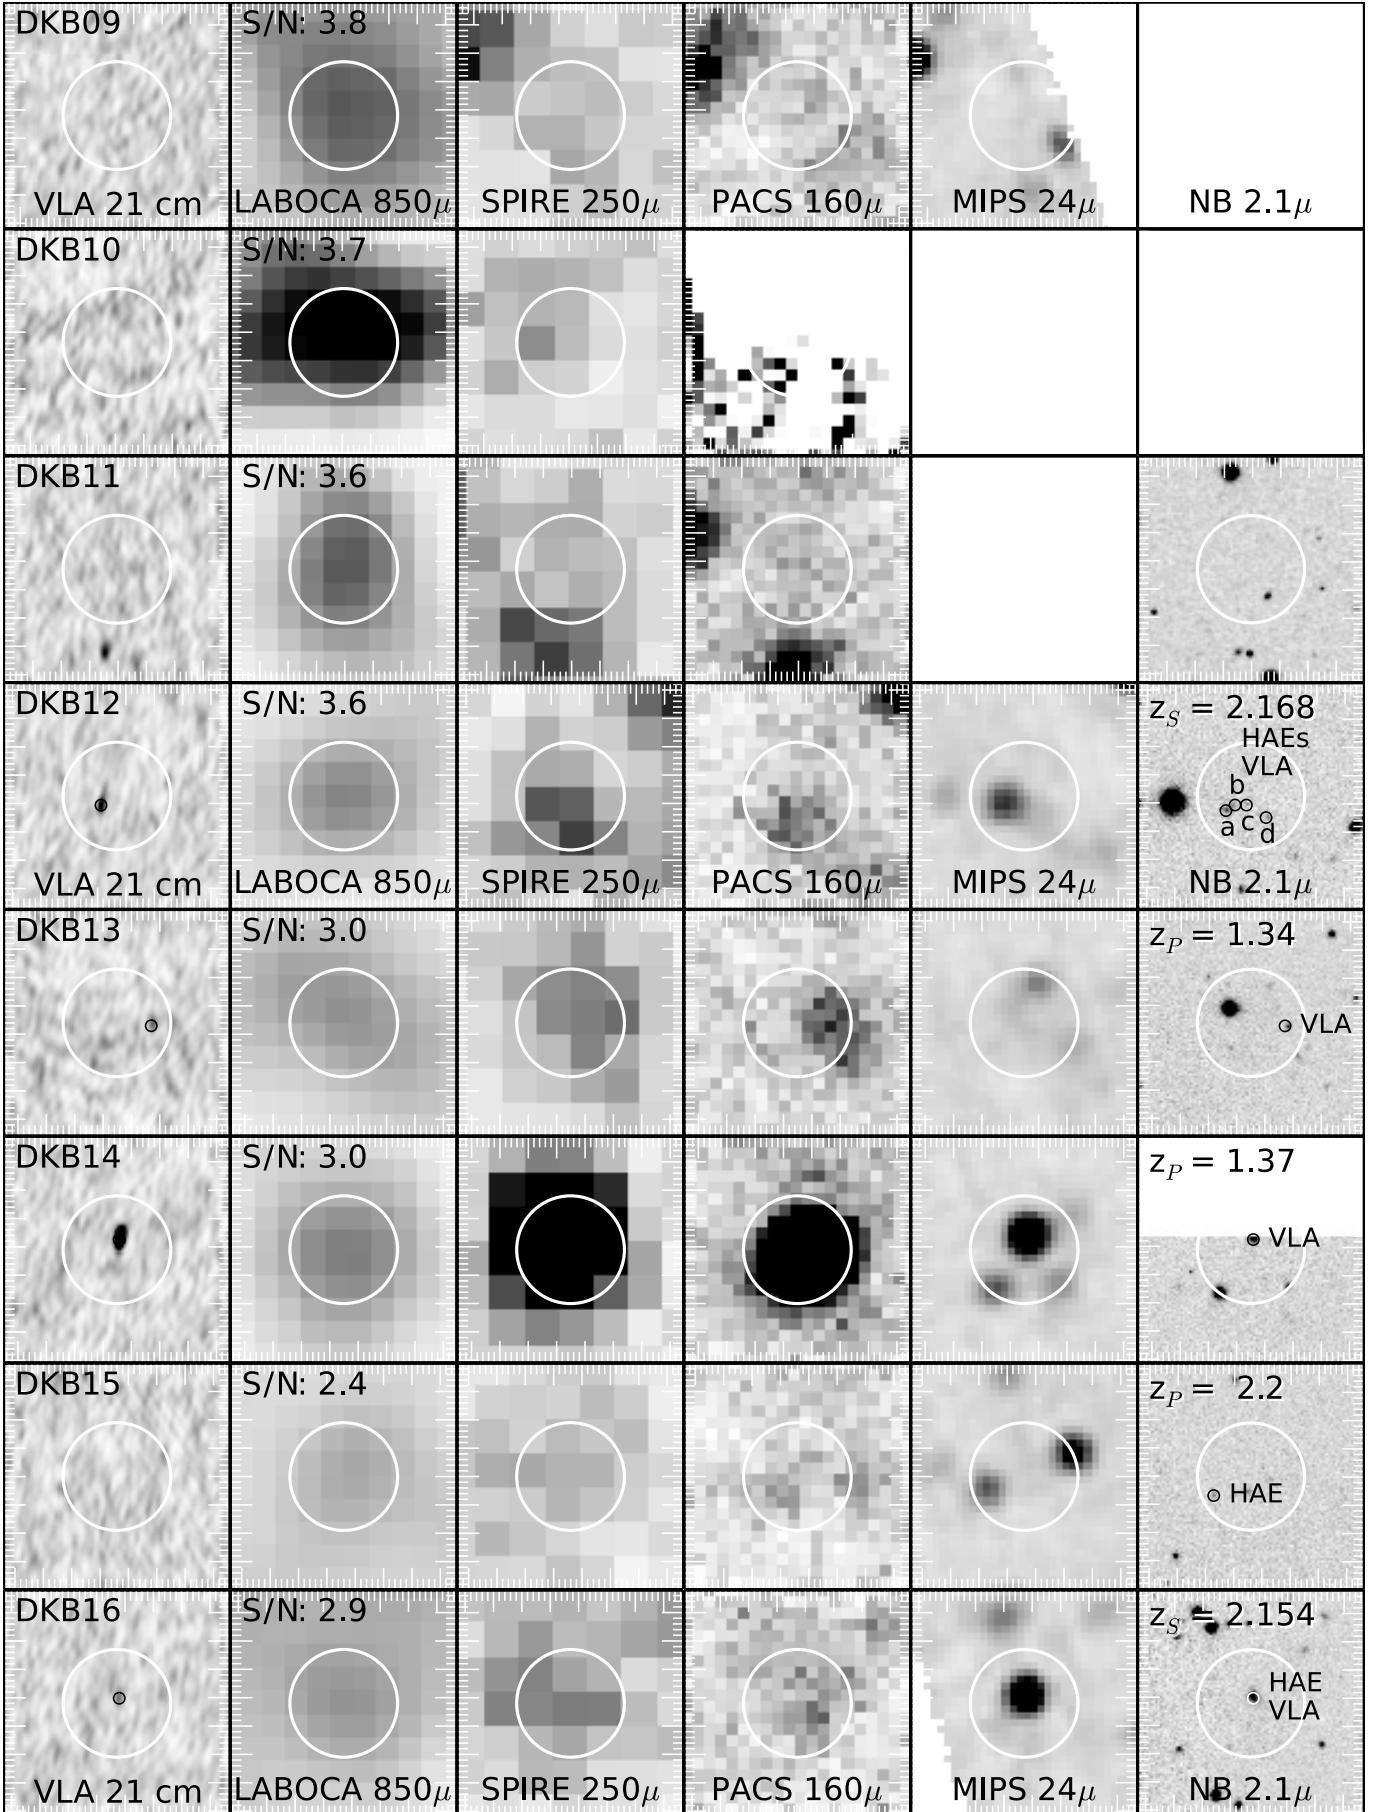 DKB09 S/N: 3.8
VLA 21 cm LABOCA 850μ SPIRE 250μ PACS 160μ MIPS 24μ NB 2.1μ
DKB10 S/N: 3.7
DKB11 S/N: 3.6
DKB12 S/N: 3.6 z_S = 2.168
HAEs
VLA
b
a c d
VLA 21 cm LABOCA 850μ SPIRE 250μ PACS 160μ MIPS 24μ NB 2.1μ
DKB13 S/N: 3.0 z_P = 1.34
VLA
DKB14 S/N: 3.0 z_P = 1.37
VLA
DKB15 S/N: 2.4 z_P = 2.2
HAE
DKB16 S/N: 2.9 z_S = 2.154
HAE
VLA
VLA 21 cm LABOCA 850μ SPIRE 250μ PACS 160μ MIPS 24μ NB 2.1μ